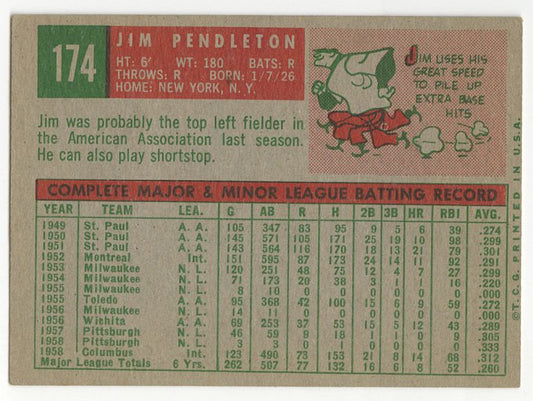 174
JIM PENDLETON
HT: 6' WT: 180 BATS: R
THROWS: R BORN: 1/7/26
HOME: NEW YORK, N. Y.
JIM USES HIS
GREAT SPEED
TO PILE UP
EXTRA BASE
HITS
Jim was probably the top left fielder in
the American Association last season.
He can also play shortstop.
COMPLETE MAJOR & MINOR LEAGUE BATTING RECORD
YEAR TEAM LEA. G AB R H 2B 3B HR RBI AVG.
1949 St. Paul A. A. 105 347 83 95 9 5 6 39 .274
1950 St. Paul A. A. 145 571 105 171 25 19 10 98 .299
1951 St. Paul A. A. 143 564 116 170 18 13 21 79 .301
1952 Montreal Int. 151 595 87 173 24 14 11 92 .291
1953 Milwaukee N. L. 120 251 48 75 12 4 7 27 .299
1954 Milwaukee N. L. 71 173 20 38 3 1 1 16 .220
1955 Milwaukee N. L. 8 10 0 0 0 0 0 0 .000
1955 Toledo A. A. 95 368 42 100 15 6 9 59 .272
1956 Milwaukee N. L. 14 11 0 0 0 0 0 0 .000
1956 Wichita A. A. 69 253 37 5 12 43 .289
1957 Pittsburgh N. L. 46 59 9 18 1 1 0 9 .305
1958 Pittsburgh N. L. 3 3 0 1 0 0 0 0 .333
1958 Columbus Int. 123 490 73 153 22 8 14 68 .312
Major League Totals 6 Yrs. 262 507 77 132 16 6 8 52 .260
©T.C.G. PRINTED IN U.S.A.